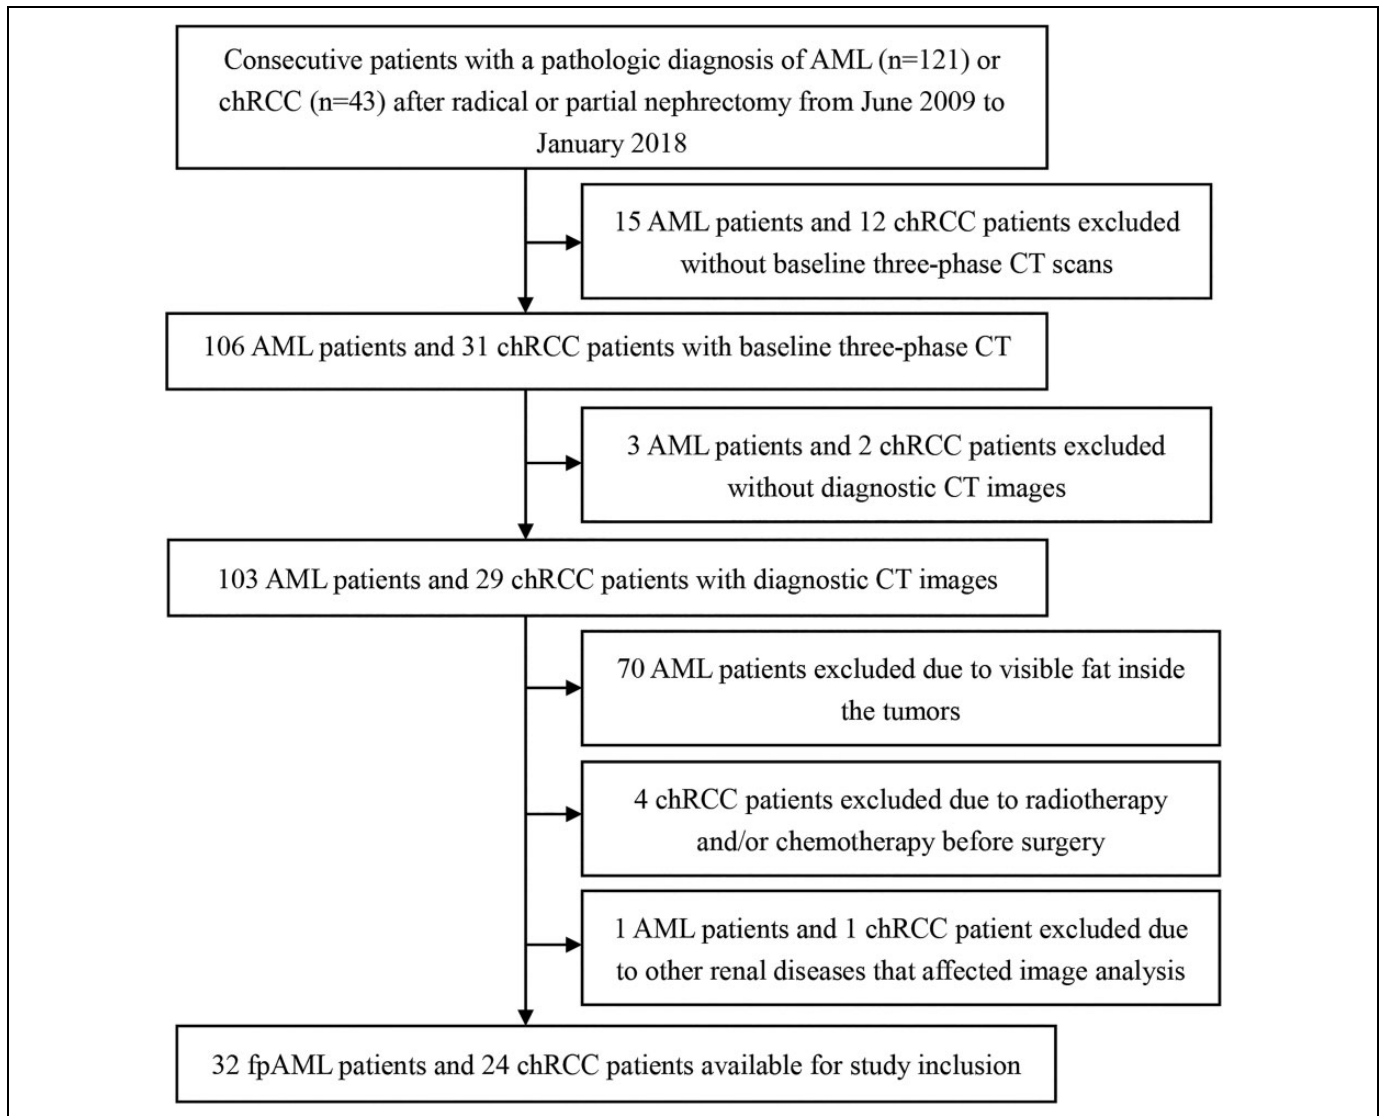 Consecutive patients with a pathologic diagnosis of AML (n=121) or
chRCC (n=43) after radical or partial nephrectomy from June 2009 to
January 2018
15 AML patients and 12 chRCC patients excluded
without baseline three-phase CT scans
106 AML patients and 31 chRCC patients with baseline three-phase CT
3 AML patients and 2 chRCC patients excluded
without diagnostic CT images
103 AML patients and 29 chRCC patients with diagnostic CT images
70 AML patients excluded due to visible fat inside
the tumors
4 chRCC patients excluded due to radiotherapy
and/or chemotherapy before surgery
1 AML patients and 1 chRCC patient excluded due
to other renal diseases that affected image analysis
32 fpAML patients and 24 chRCC patients available for study inclusion